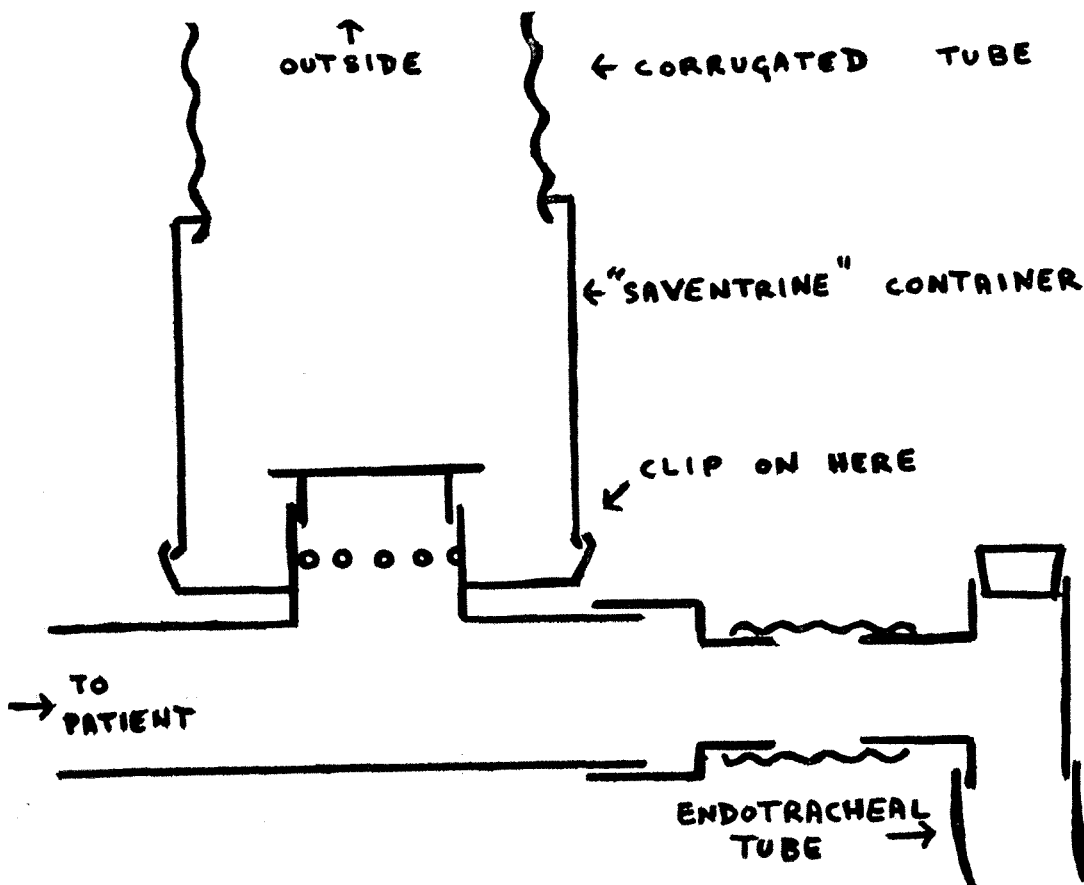 ↑
OUTSIDE
← CORRUGATED TUBE
← "SAVENTRINE" CONTAINER
CLIP ON HERE
→ TO
PATIENT
ENDOTRACHEAL
TUBE →